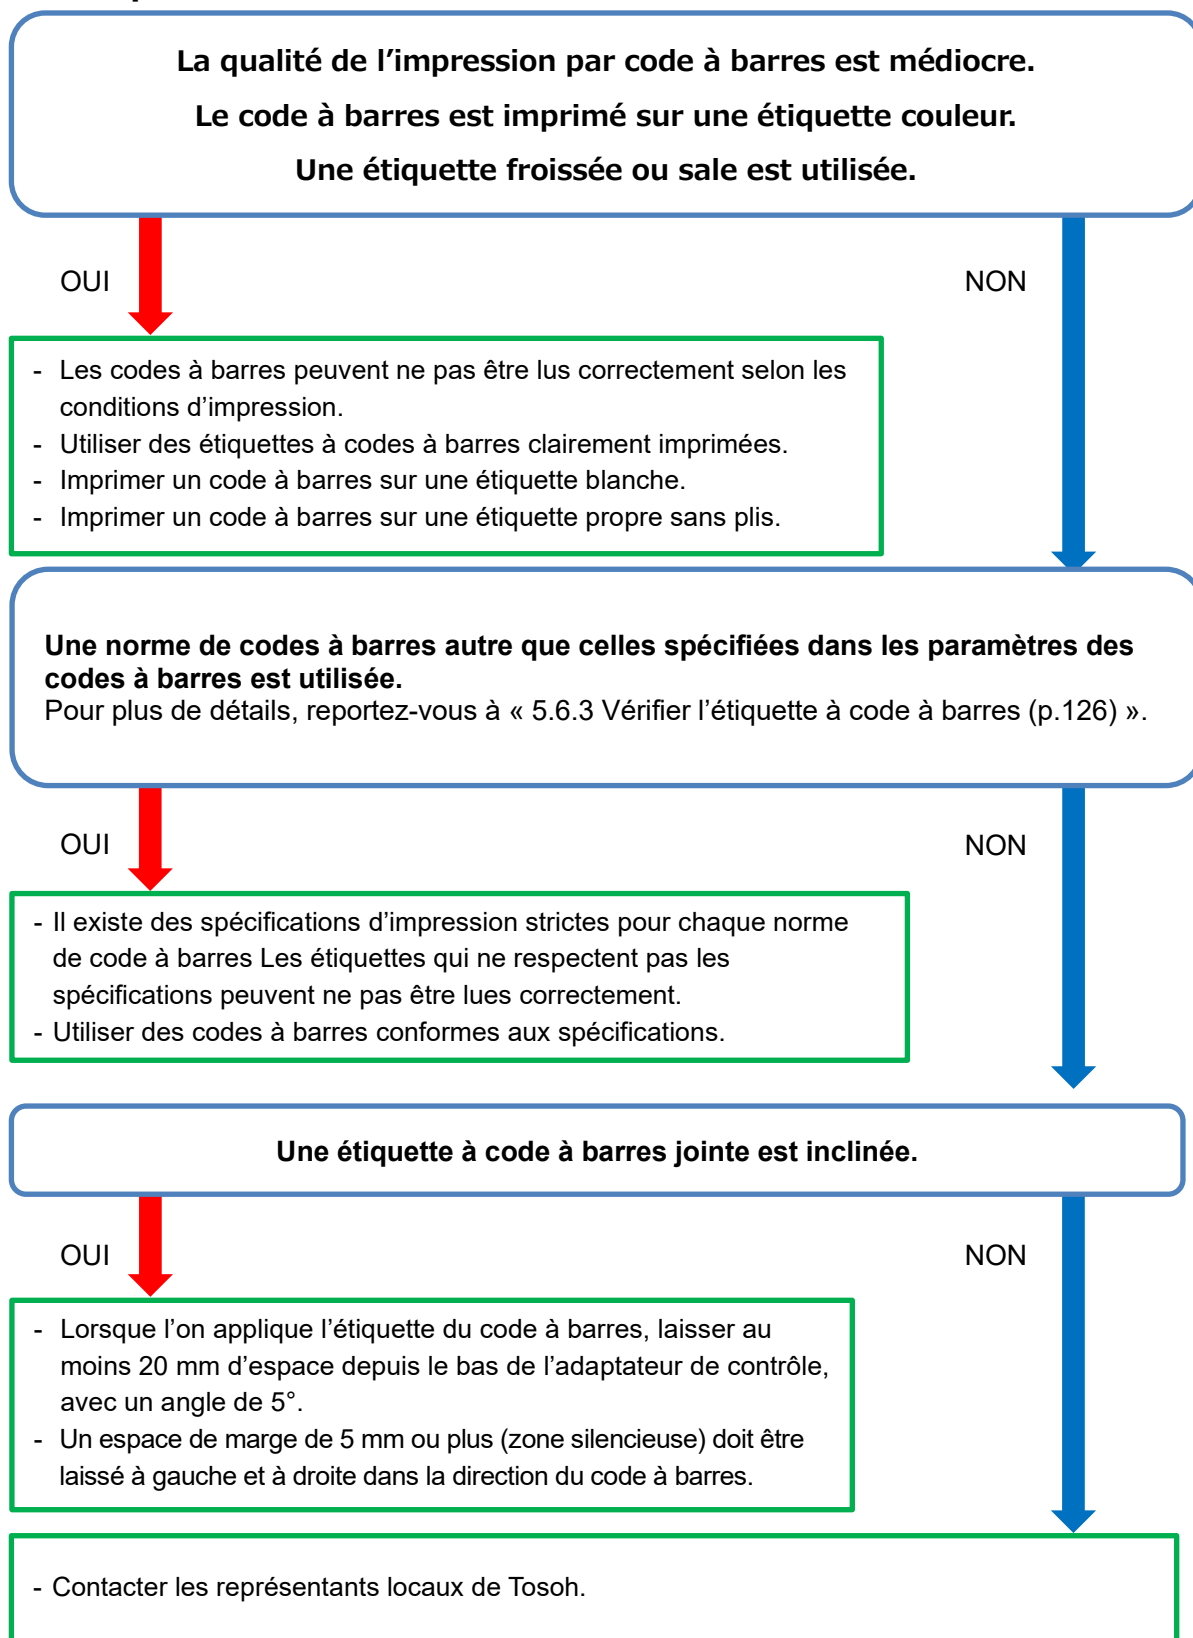 La qualité de l’impression par code à barres est médiocre.
Le code à barres est imprimé sur une étiquette couleur.
Une étiquette froissée ou sale est utilisée.
OUI
NON
- Les codes à barres peuvent ne pas être lus correctement selon les
conditions d’impression.
- Utiliser des étiquettes à codes à barres clairement imprimées.
- Imprimer un code à barres sur une étiquette blanche.
- Imprimer un code à barres sur une étiquette propre sans plis.
Une norme de codes à barres autre que celles spécifiées dans les paramètres des
codes à barres est utilisée.
Pour plus de détails, reportez-vous à « 5.6.3 Vérifier l’étiquette à code à barres (p.126) ».
OUI
NON
- Il existe des spécifications d’impression strictes pour chaque norme
de code à barres Les étiquettes qui ne respectent pas les
spécifications peuvent ne pas être lues correctement.
- Utiliser des codes à barres conformes aux spécifications.
Une étiquette à code à barres jointe est inclinée.
OUI
NON
- Lorsque l’on applique l’étiquette du code à barres, laisser au
moins 20 mm d’espace depuis le bas de l’adaptateur de contrôle,
avec un angle de 5°.
- Un espace de marge de 5 mm ou plus (zone silencieuse) doit être
laissé à gauche et à droite dans la direction du code à barres.
- Contacter les représentants locaux de Tosoh.